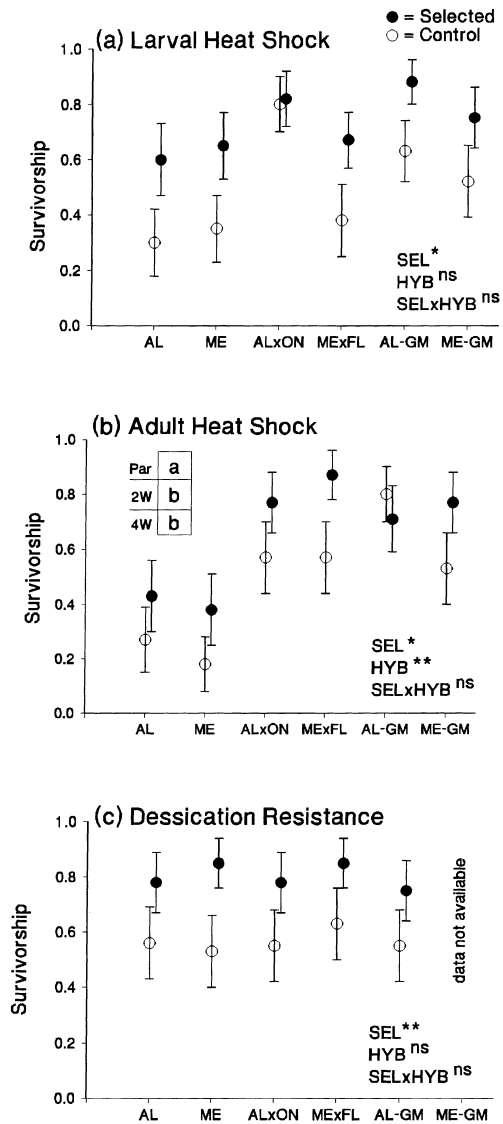 ● = Selected
○ = Control
(a) Larval Heat Shock
Survivorship
1.0
0.8
0.6
0.4
0.2
0.0
SEL*
HYB ns
SELxHYB ns
AL ME ALxON MExFL AL-GM ME-GM
(b) Adult Heat Shock
Survivorship
1.0
0.8
0.6
0.4
0.2
0.0
Par a
2W b
4W b
SEL*
HYB**
SELxHYB ns
AL ME ALxON MExFL AL-GM ME-GM
(c) Dessication Resistance
Survivorship
1.0
0.8
0.6
0.4
0.2
0.0
data not available
SEL**
HYB ns
SELxHYB ns
AL ME ALxON MExFL AL-GM ME-GM